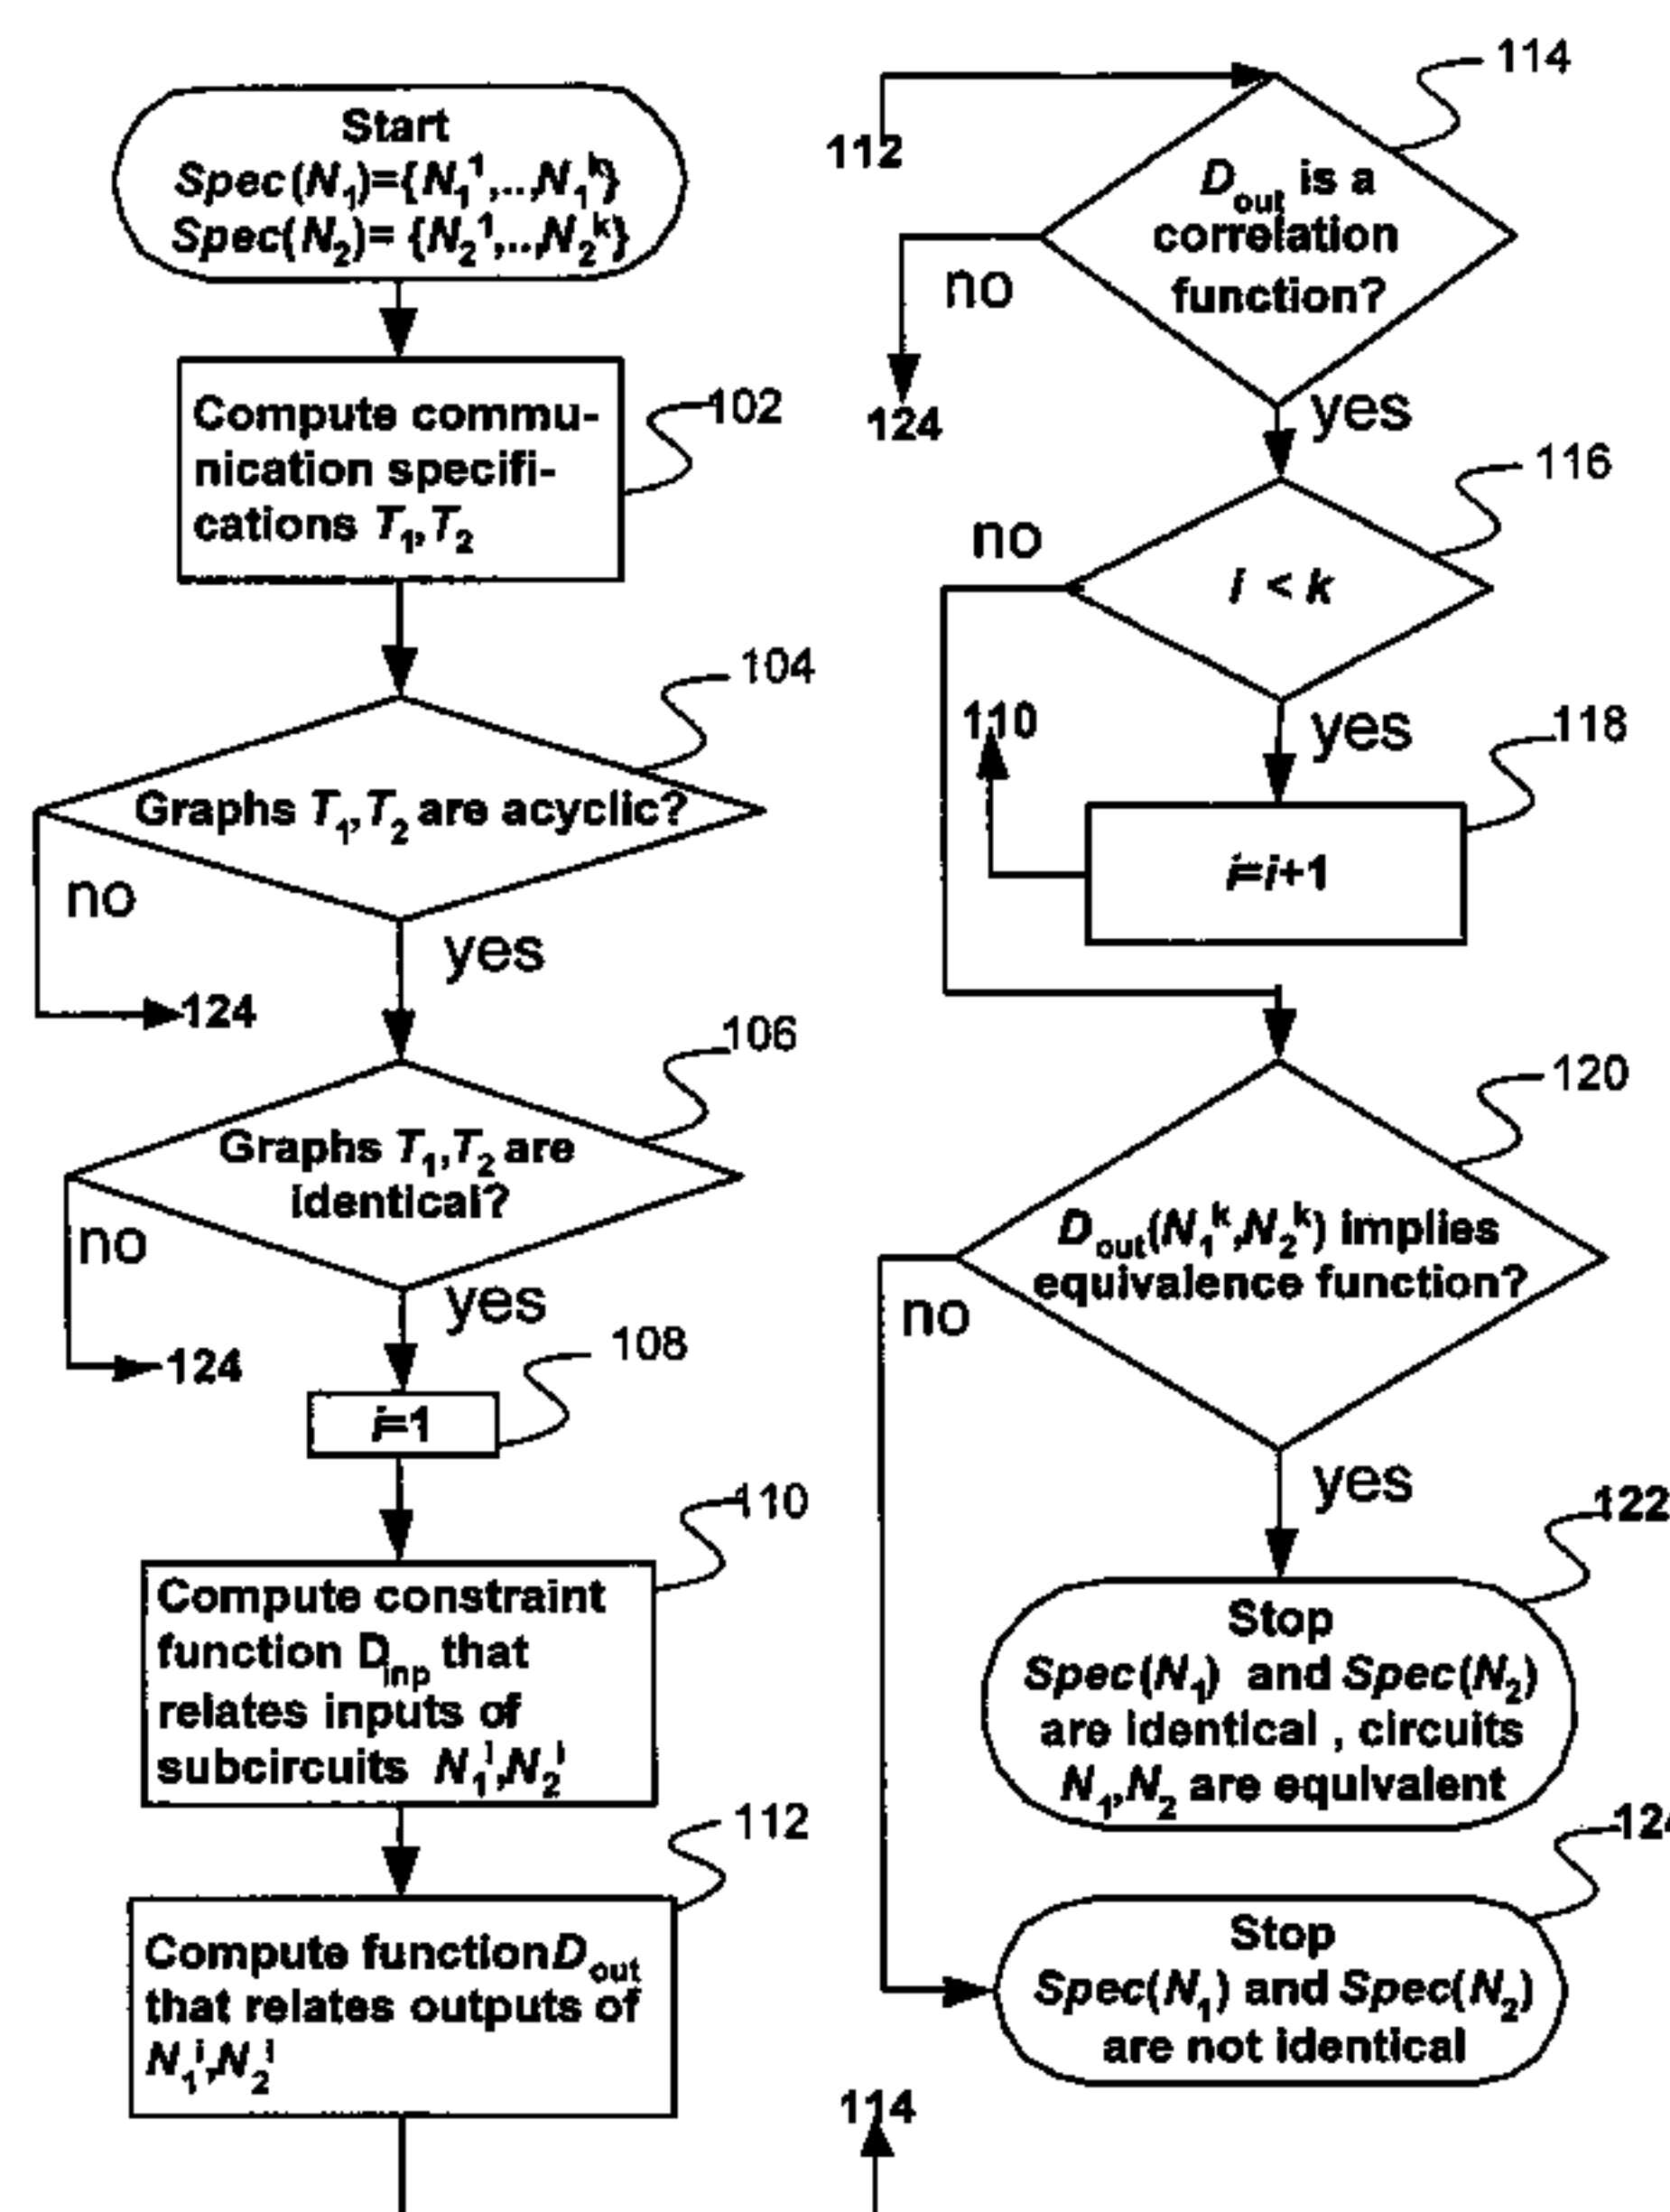 Start
Spec(N₁)={N₁¹,..,N₁ᵏ}
Spec(N₂)= {N₂¹,..,N₂ᵏ}
Compute commu-
nication specifi-
cations T₁,T₂
102
104
Graphs T₁,T₂ are acyclic?
no
yes
124
106
Graphs T₁,T₂ are
identical?
no
yes
124
108
i=1
110
Compute constraint
function D_inp that
relates inputs of
subcircuits N₁ⁱ,N₂ⁱ
112
Compute function D_out
that relates outputs of
N₁ⁱ,N₂ⁱ
114
112
114
D_out is a
correlation
function?
no
124
yes
116
no
i < k
110
yes
118
i=i+1
120
D_out(N₁ᵏ,N₂ᵏ) implies
equivalence function?
no
yes
122
Stop
Spec(N₁) and Spec(N₂)
are identical , circuits
N₁,N₂ are equivalent
124
Stop
Spec(N₁) and Spec(N₂)
are not identical